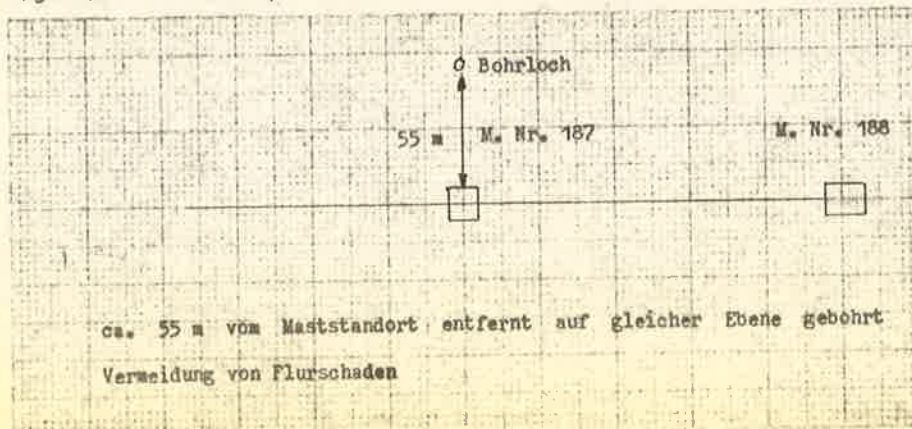 Bohrloch
55 m M. Nr. 187 M. Nr. 188
ca. 55 m vom Maststandort entfernt auf gleicher Ebene gebohrt
Vermeidung von Flurschaden